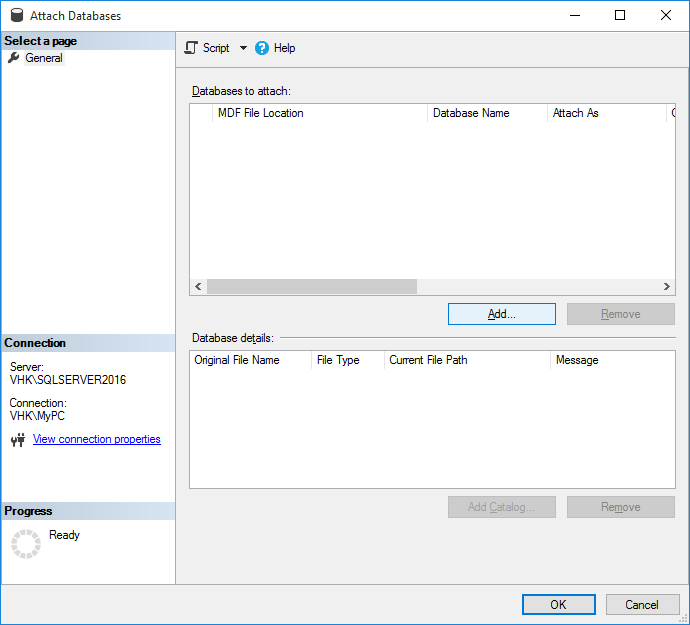 Attach Databases
Select a page
General
Script
Help
Databases to attach:
MDF File Location Database Name Attach As
Add...
Remove
Connection
Server:
VHK\SQLSERVER2016
Connection:
VHK\MyPC
View connection properties
Database details:
Original File Name File Type Current File Path Message
Add Catalog...
Remove
Progress
Ready
OK
Cancel